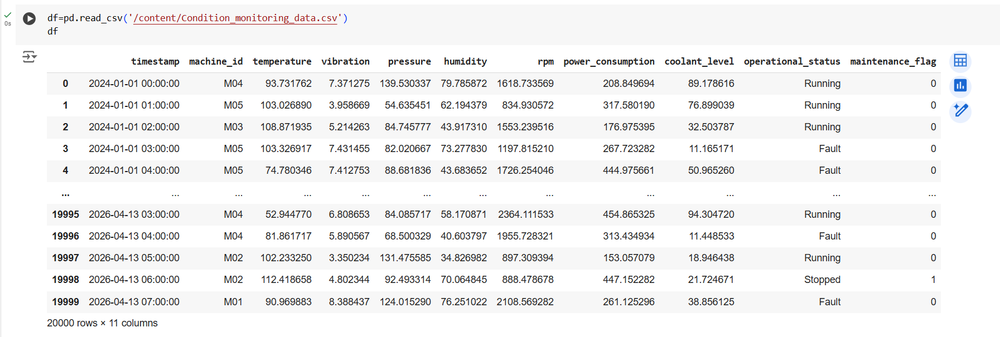 df=pd.read_csv('/content/Condition_monitoring_data.csv')
0s
df
timestamp machine_id temperature vibration pressure humidity rpm power_consumption coolant_level operational_status maintenance_flag
0 2024-01-01 00:00:00 M04 93.731762 7.371275 139.530337 79.785872 1618.733569 208.849694 89.178616 Running 0
1 2024-01-01 01:00:00 M05 103.026890 3.958669 54.635451 62.194379 834.930572 317.580190 76.899039 Running 0
2 2024-01-01 02:00:00 M03 108.871935 5.214263 84.745777 43.917310 1553.239516 176.975395 32.503787 Running 0
3 2024-01-01 03:00:00 M05 103.326917 7.431455 82.020667 73.277830 1197.815210 267.723282 11.165171 Fault 0
4 2024-01-01 04:00:00 M05 74.780346 7.412753 88.681836 43.683652 1726.254046 444.975661 50.965260 Fault 0
... ... ... ... ... ... ... ... ... ... ... ...
19995 2026-04-13 03:00:00 M04 52.944770 6.808653 84.085717 58.170871 2364.111533 454.865325 94.304720 Running 0
19996 2026-04-13 04:00:00 M04 81.861717 5.890567 68.500329 40.603797 1955.728321 313.434934 11.448533 Fault 0
19997 2026-04-13 05:00:00 M02 102.233250 3.350234 131.475585 34.826982 897.309394 153.057079 18.946438 Running 0
19998 2026-04-13 06:00:00 M02 112.418658 4.802344 92.493314 70.064845 888.478678 447.152282 21.724671 Stopped 1
19999 2026-04-13 07:00:00 M01 90.969883 8.388437 124.015290 76.251022 2108.569282 261.125296 38.856125 Fault 0
20000 rows × 11 columns